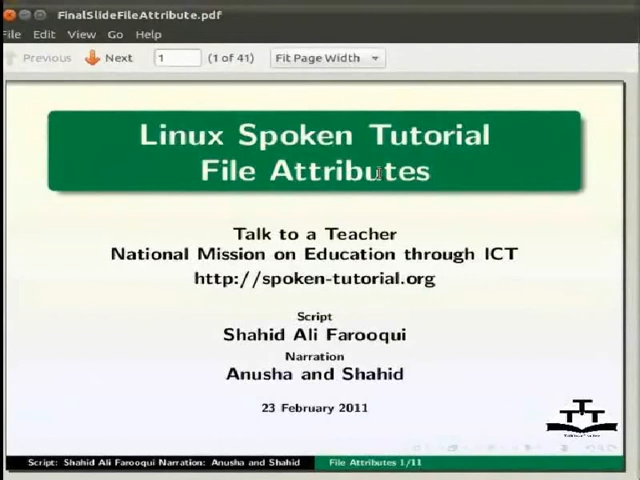 FinalSlideFileAttribute.pdf
File Edit View Go Help
Previous Next 1 (1 of 41) Fit Page Width
Linux Spoken Tutorial
File Attributes
Talk to a Teacher
National Mission on Education through ICT
http://spoken-tutorial.org
Script
Shahid Ali Farooqui
Narration
Anusha and Shahid
23 February 2011
Script: Shahid Ali Farooqui Narration: Anusha and Shahid File Attributes 1/11